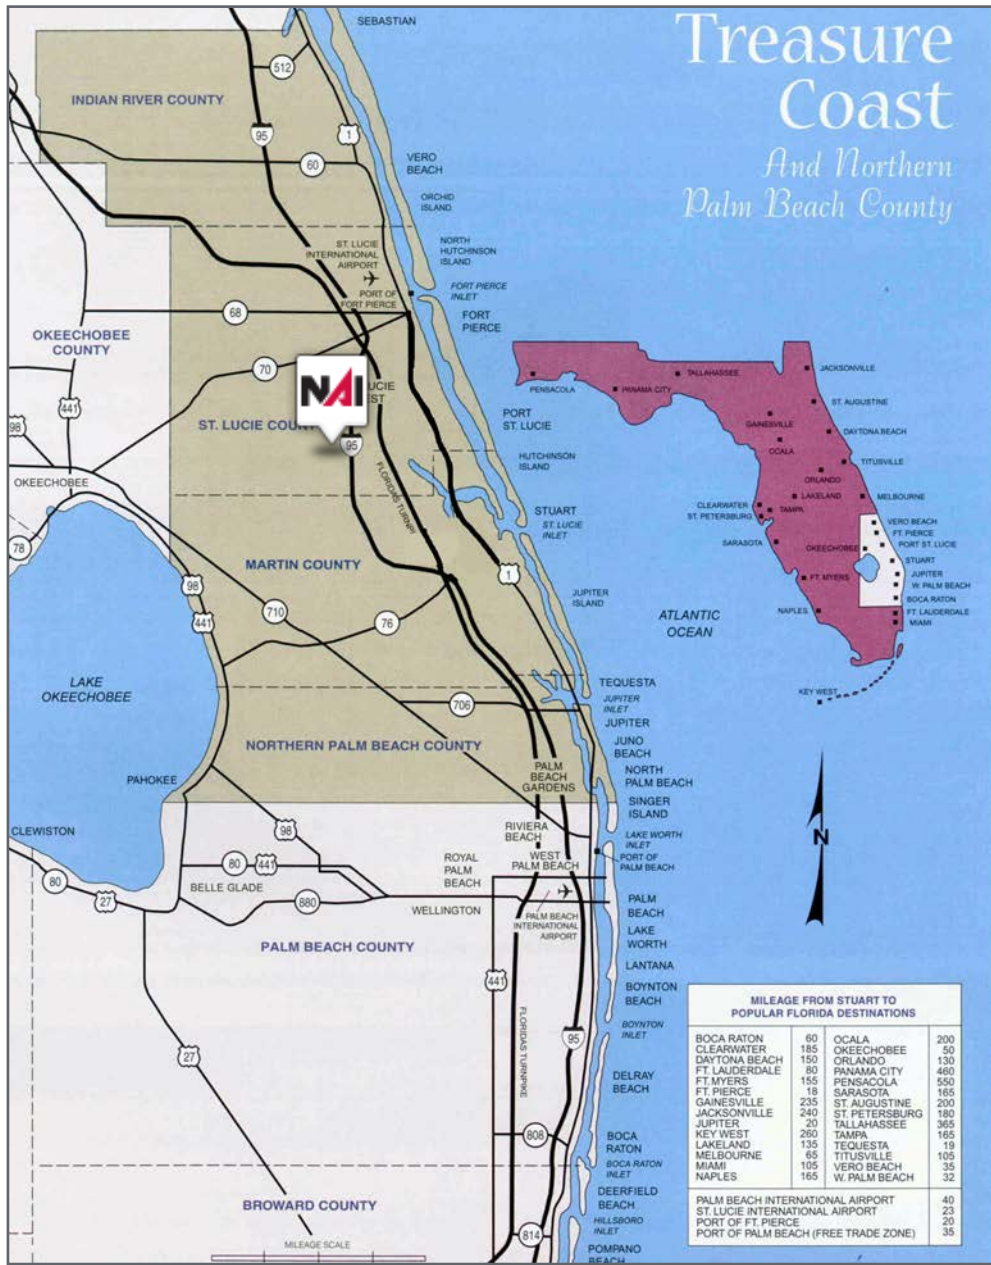 Treasure
Coast
And Northern
Palm Beach County
SEBASTIAN
512
INDIAN RIVER COUNTY
95
1
60
VERO
BEACH
ORCHID
ISLAND
ST. LUCIE
INTERNATIONAL
AIRPORT
NORTH
HUTCHINSON
ISLAND
PORT OF
FORT PIERCE
FORT PIERCE
INLET
68
FORT
PIERCE
OKEECHOBEE
COUNTY
70
NAI
LUCIE
EST
441
98
ST. LUCIE COUNTY
95
PORT
ST. LUCIE
HUTCHINSON
ISLAND
OKEECHOBEE
FLORIDAS TURNPI
STUART
ST. LUCIE
INLET
78
MARTIN COUNTY
1
98
710
441
76
JUPITER
ISLAND
ATLANTIC
OCEAN
LAKE
OKEECHOBEE
TEQUESTA
JUPITER
INLET
706
JUPITER
NORTHERN PALM BEACH COUNTY
JUNO
BEACH
PAHOKEE
PALM
BEACH
GARDENS
NORTH
PALM BEACH
SINGER
ISLAND
CLEWISTON
98
RIVIERA
BEACH
LAKE WORTH
INLET
80
441
ROYAL
PALM
BEACH
WEST
PALM BEACH
PORT OF
PALM BEACH
80
27
BELLE GLADE
880
WELLINGTON
PALM BEACH
INTERNATIONAL
AIRPORT
PALM
BEACH
PALM BEACH COUNTY
LAKE
WORTH
LANTANA
441
BOYNTON
BEACH
FLORIDAS TURNPIKE
95
BOYNTON
INLET
27
DELRAY
BEACH
808
BOCA
RATON
BOCA RATON
INLET
BROWARD COUNTY
DEERFIELD
BEACH
814
HILLSBORO
INLET
MILEAGE SCALE
POMPANO
BEACH
PENSACOLA
PANAMA CITY
TALLAHASSEE
JACKSONVILLE
ST. AUGUSTINE
GAINESVILLE
DAYTONA BEACH
OCALA
TITUSVILLE
ORLANDO
LAKELAND
MELBOURNE
CLEARWATER
TAMPA
ST. PETERSBURG
VERO BEACH
FT. PIERCE
SARASOTA
OKEECHOBEE
PORT ST. LUCIE
STUART
FT. MYERS
JUPITER
W. PALM BEACH
BOCA RATON
NAPLES
FT. LAUDERDALE
MIAMI
KEY WEST
N
MILEAGE FROM STUART TO
POPULAR FLORIDA DESTINATIONS
BOCA RATON 60 OCALA 200
CLEARWATER 185 OKEECHOBEE 50
DAYTONA BEACH 150 ORLANDO 130
FT. LAUDERDALE 80 PANAMA CITY 460
FT.MYERS 155 PENSACOLA 550
FT. PIERCE 18 SARASOTA 165
GAINESVILLE 235 ST. AUGUSTINE 200
JACKSONVILLE 240 ST. PETERSBURG 180
JUPITER 20 TALLAHASSEE 365
KEY WEST 260 TAMPA 165
LAKELAND 135 TEQUESTA 19
MELBOURNE 65 TITUSVILLE 105
MIAMI 105 VERO BEACH 35
NAPLES 165 W. PALM BEACH 32
PALM BEACH INTERNATIONAL AIRPORT 40
ST. LUCIE INTERNATIONAL AIRPORT 23
PORT OF FT. PIERCE 20
PORT OF PALM BEACH (FREE TRADE ZONE) 35